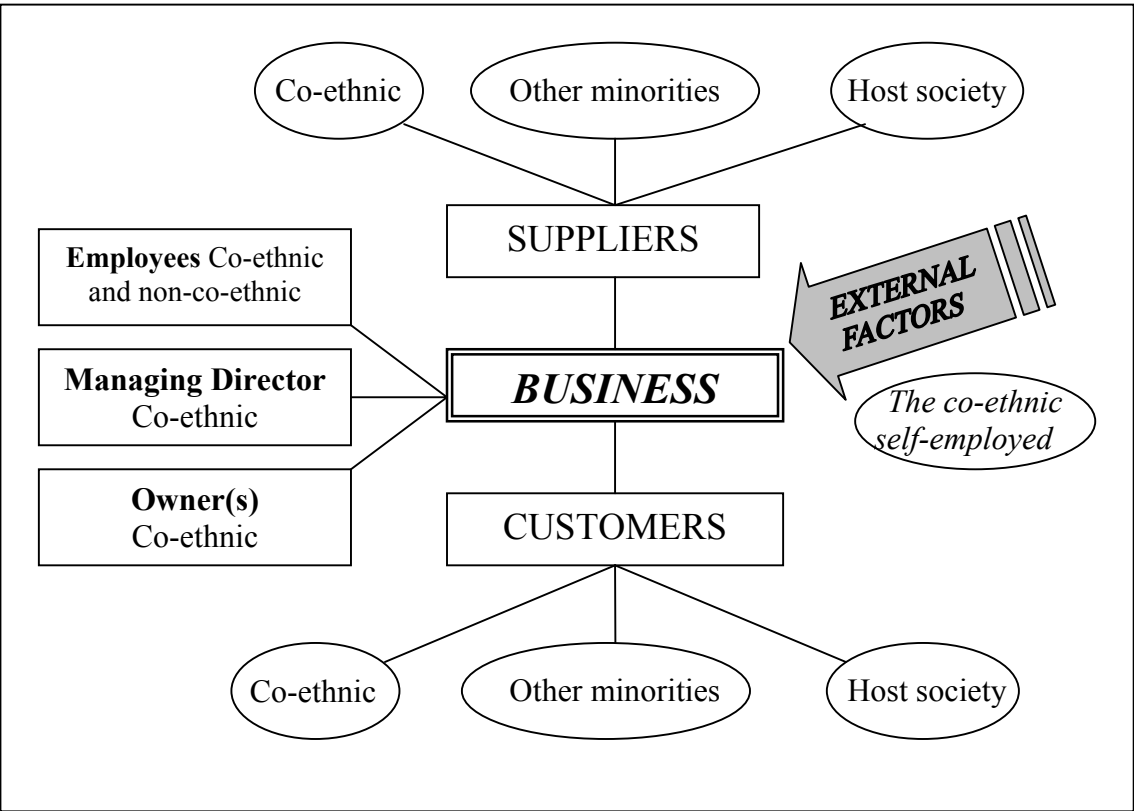 Co-ethnic
Other minorities
Host society
SUPPLIERS
Employees Co-ethnic
and non-co-ethnic
EXTERNAL
FACTORS
Managing Director
Co-ethnic
BUSINESS
The co-ethnic
self-employed
Owner(s)
Co-ethnic
CUSTOMERS
Co-ethnic
Other minorities
Host society